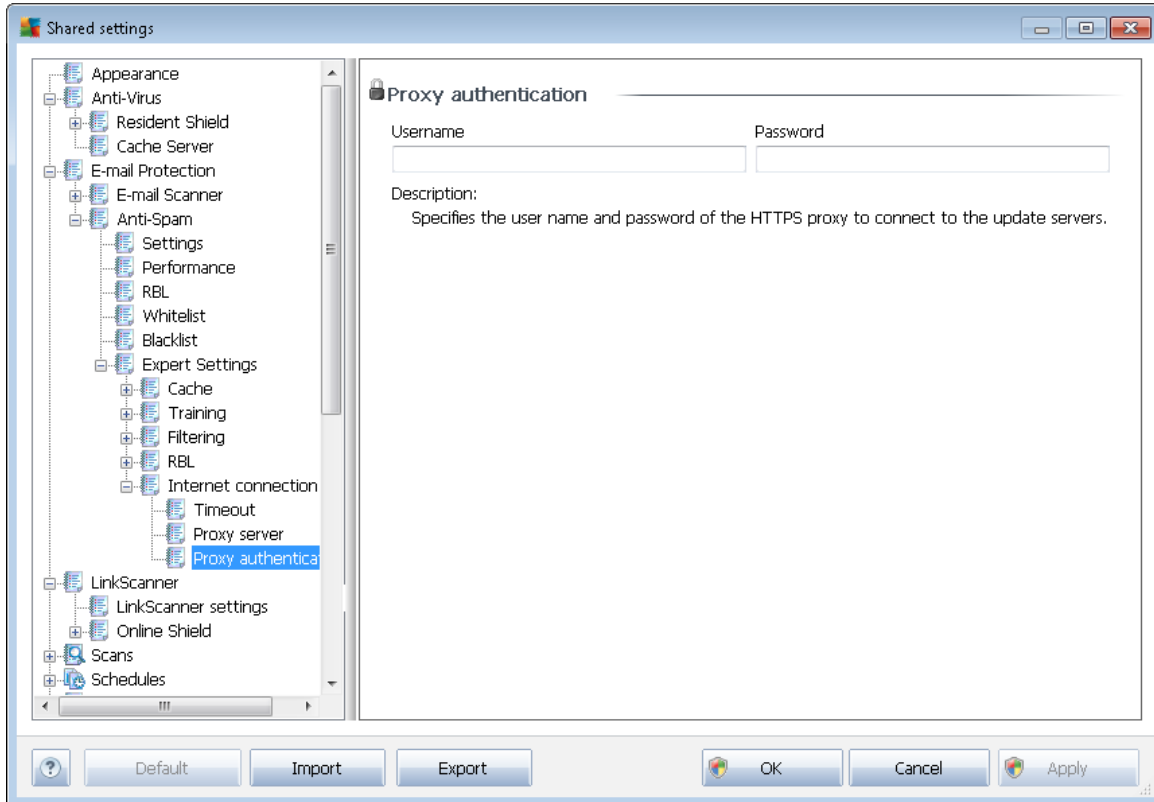 Shared settings
Appearance
Anti-Virus
Resident Shield
Cache Server
E-mail Protection
E-mail Scanner
Anti-Spam
Settings
Performance
RBL
Whitelist
Blacklist
Expert Settings
Cache
Training
Filtering
RBL
Internet connection
Timeout
Proxy server
Proxy authentica
LinkScanner
LinkScanner settings
Online Shield
Scans
Schedules
Proxy authentication
Username Password
Description:
Specifies the user name and password of the HTTPS proxy to connect to the update servers.
? Default Import Export OK Cancel Apply